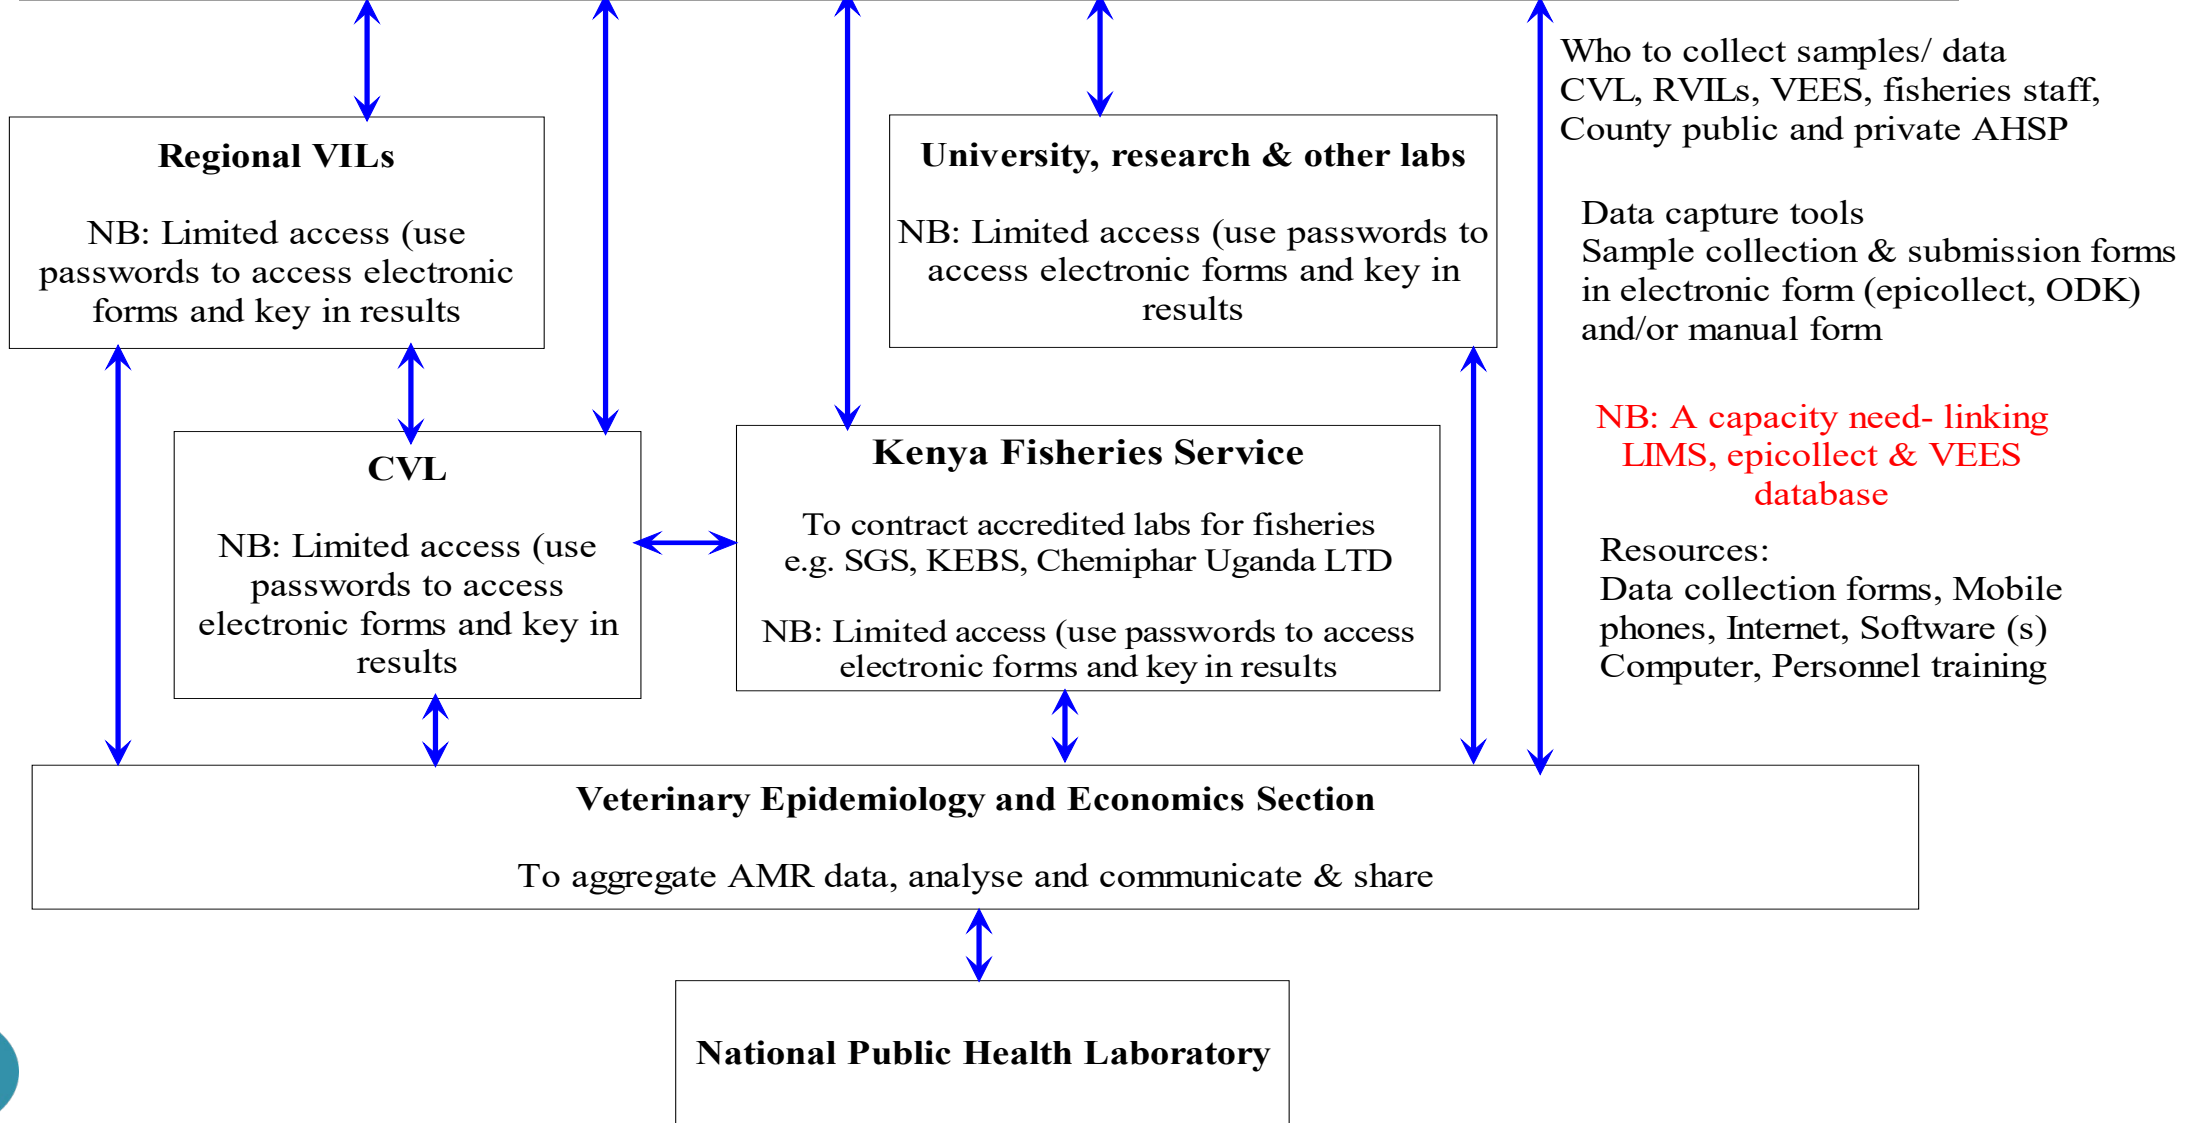 Who to collect samples/ data
CVL, RVILs, VEES, fisheries staff,
County public and private AHSP
Regional VILs
NB: Limited access (use
passwords to access electronic
forms and key in results
University, research & other labs
NB: Limited access (use passwords to
access electronic forms and key in
results
Data capture tools
Sample collection & submission forms
in electronic form (epicollect, ODK)
and/or manual form
CVL
NB: Limited access (use
passwords to access
electronic forms and key in
results
Kenya Fisheries Service
To contract accredited labs for fisheries
e.g. SGS, KEBS, Chemiphar Uganda LTD
NB: Limited access (use passwords to access
electronic forms and key in results
NB: A capacity need- linking
LIMS, epicollect & VEES
database
Resources:
Data collection forms, Mobile
phones, Internet, Software (s)
Computer, Personnel training
Veterinary Epidemiology and Economics Section
To aggregate AMR data, analyse and communicate & share
National Public Health Laboratory